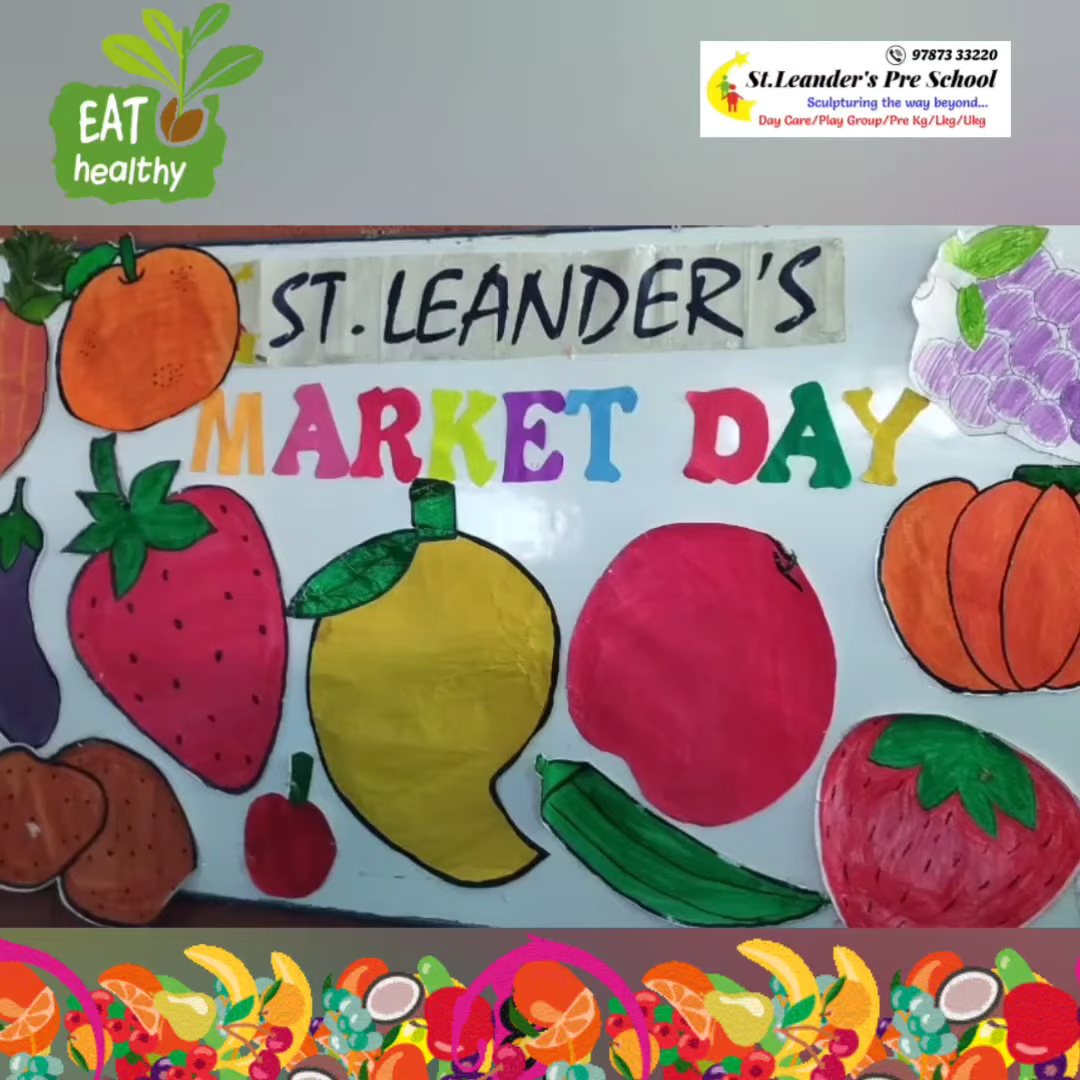 EAT
healthy
97873 33220
St.Leander's Pre School
Sculpturing the way beyond...
Day Care/Play Group/Pre Kg/Lkg/Ukg
ST. LEANDER'S
MARKET DAY